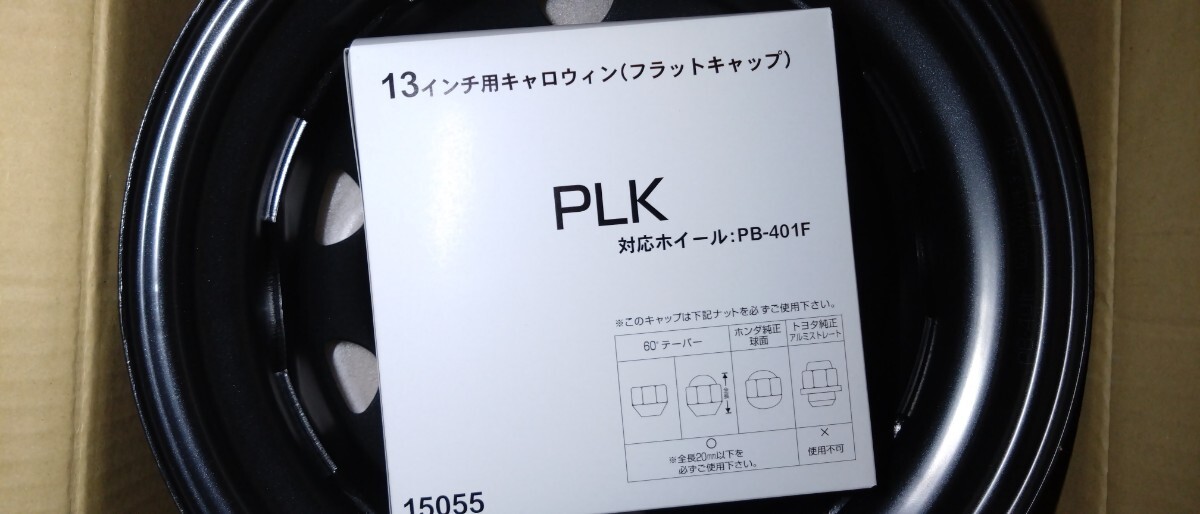 13インチ用キャロウィン(フラットキャップ)
PLK
対応ホイール:PB-401F
※このキャップは下記ナットを必ずご使用下さい。
60°テーパー
ホンダ純正
球面
トヨタ純正
アルミストレート
○
※全長20mm以下を
必ずご使用下さい。
×
使用不可
15055